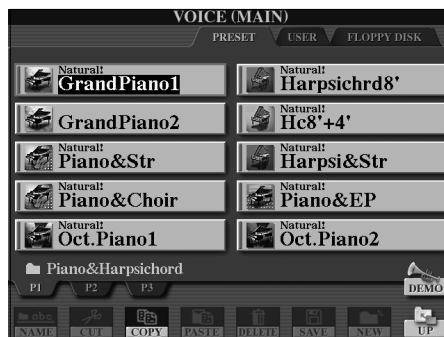 VOICE (MAIN)
PRESET USER FLOPPY DISK
Natural!
GrandPiano1
Natural!
Harpsichrd8'
GrandPiano2
Natural!
Hc8'+4'
Natural!
Piano&Str
Natural!
Harpsi&Str
Natural!
Piano&Choir
Natural!
Piano&EP
Natural!
Oct.Piano1
Natural!
Oct.Piano2
Piano&Harpsichord
P1 P2 P3
DEMO
abc
NAME CUT COPY PASTE DELETE SAVE NEW UP